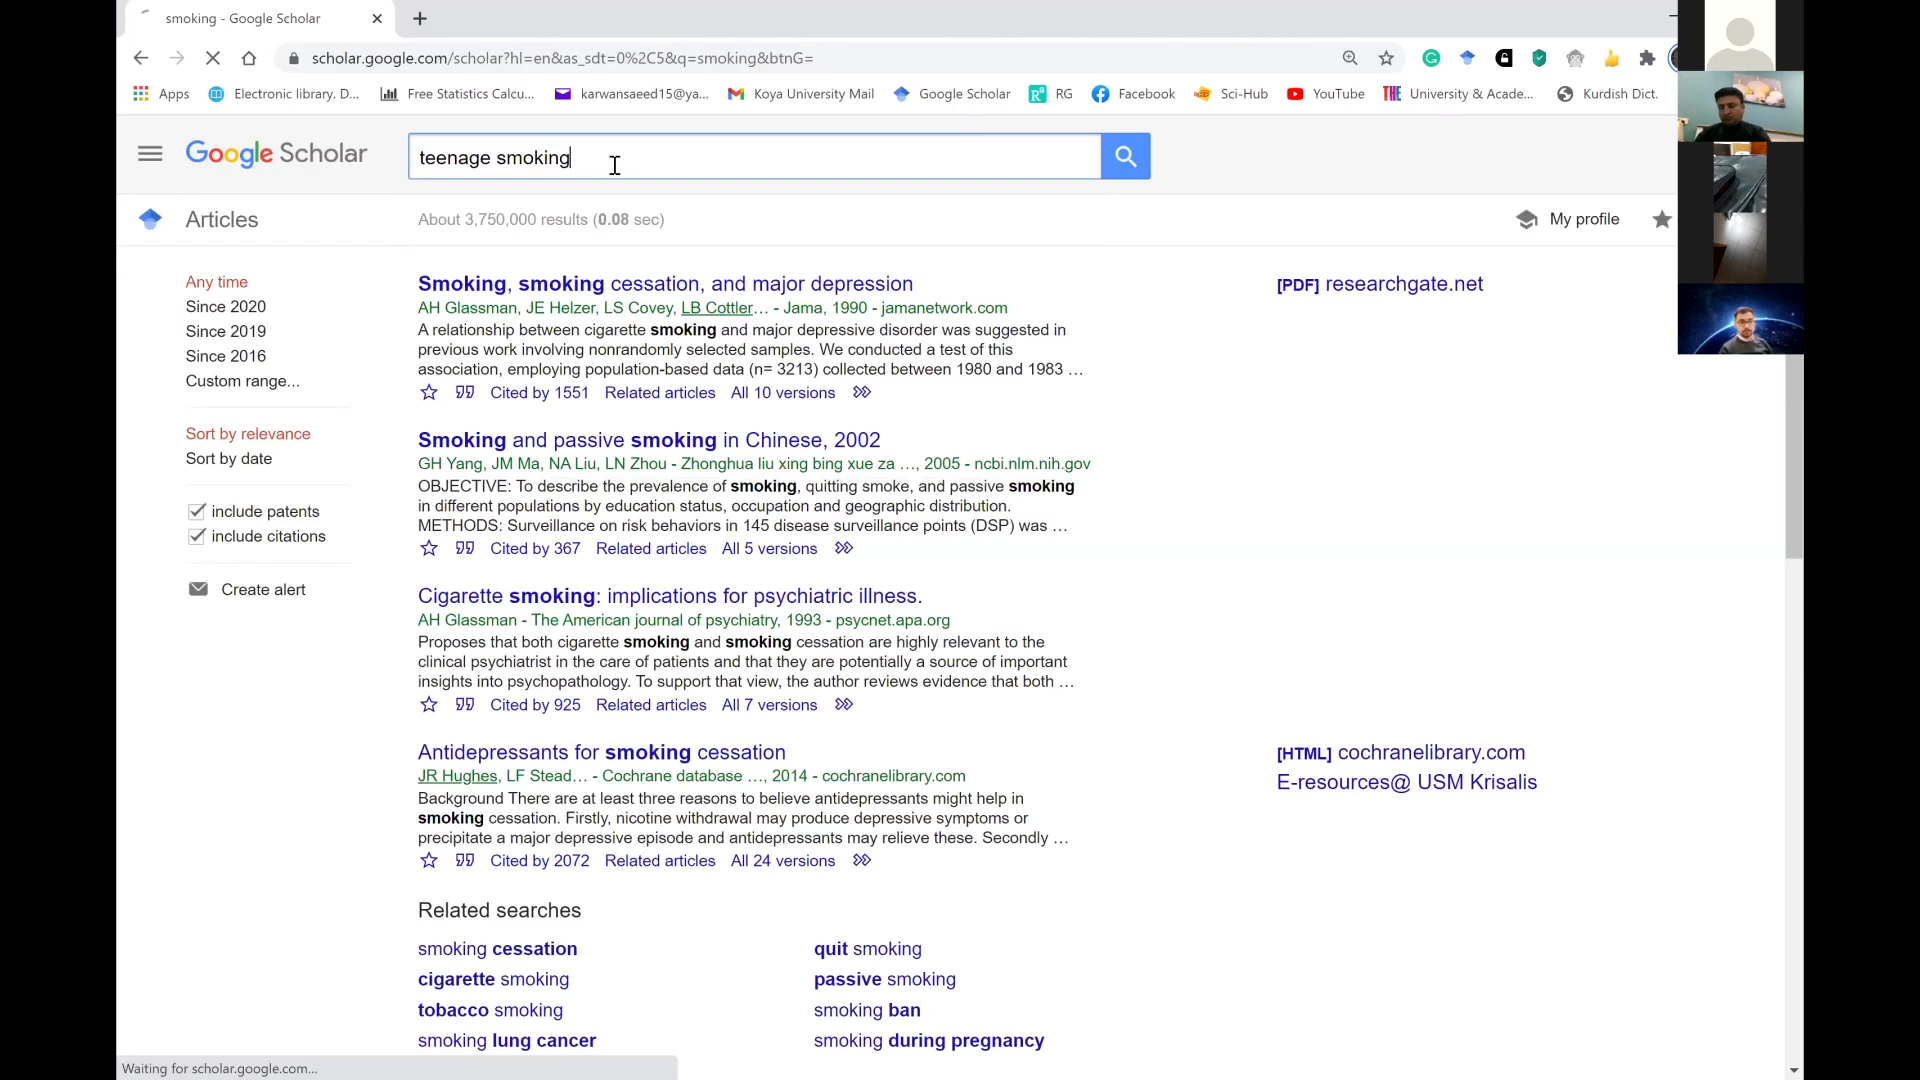 smoking - Google Scholar
scholar.google.com/scholar?hl=en&as_sdt=0%2C5&q=smoking&btnG=
Apps Electronic library. D... Free Statistics Calcu... karwansaeed15@ya... Koya University Mail Google Scholar RG Facebook Sci-Hub YouTube THE University & Acade... Kurdish Dict.
Google Scholar
teenage smoking
Articles
About 3,750,000 results (0.08 sec)
My profile
Any time
Since 2020
Since 2019
Since 2016
Custom range...
Sort by relevance
Sort by date
include patents
include citations
Create alert
Smoking, smoking cessation, and major depression
AH Glassman, JE Helzer, LS Covey, LB Cottler… - Jama, 1990 - jamanetwork.com
A relationship between cigarette smoking and major depressive disorder was suggested in
previous work involving nonrandomly selected samples. We conducted a test of this
association, employing population-based data (n= 3213) collected between 1980 and 1983 …
Cited by 1551 Related articles All 10 versions
[PDF] researchgate.net
Smoking and passive smoking in Chinese, 2002
GH Yang, JM Ma, NA Liu, LN Zhou - Zhonghua liu xing bing xue za …, 2005 - ncbi.nlm.nih.gov
OBJECTIVE: To describe the prevalence of smoking, quitting smoke, and passive smoking
in different populations by education status, occupation and geographic distribution.
METHODS: Surveillance on risk behaviors in 145 disease surveillance points (DSP) was …
Cited by 367 Related articles All 5 versions
Cigarette smoking: implications for psychiatric illness.
AH Glassman - The American journal of psychiatry, 1993 - psycnet.apa.org
Proposes that both cigarette smoking and smoking cessation are highly relevant to the
clinical psychiatrist in the care of patients and that they are potentially a source of important
insights into psychopathology. To support that view, the author reviews evidence that both …
Cited by 925 Related articles All 7 versions
Antidepressants for smoking cessation
JR Hughes, LF Stead… - Cochrane database …, 2014 - cochranelibrary.com
Background There are at least three reasons to believe antidepressants might help in
smoking cessation. Firstly, nicotine withdrawal may produce depressive symptoms or
precipitate a major depressive episode and antidepressants may relieve these. Secondly …
Cited by 2072 Related articles All 24 versions
[HTML] cochranelibrary.com
E-resources@ USM Krisalis
Related searches
smoking cessation
cigarette smoking
tobacco smoking
smoking lung cancer
quit smoking
passive smoking
smoking ban
smoking during pregnancy
Waiting for scholar.google.com...